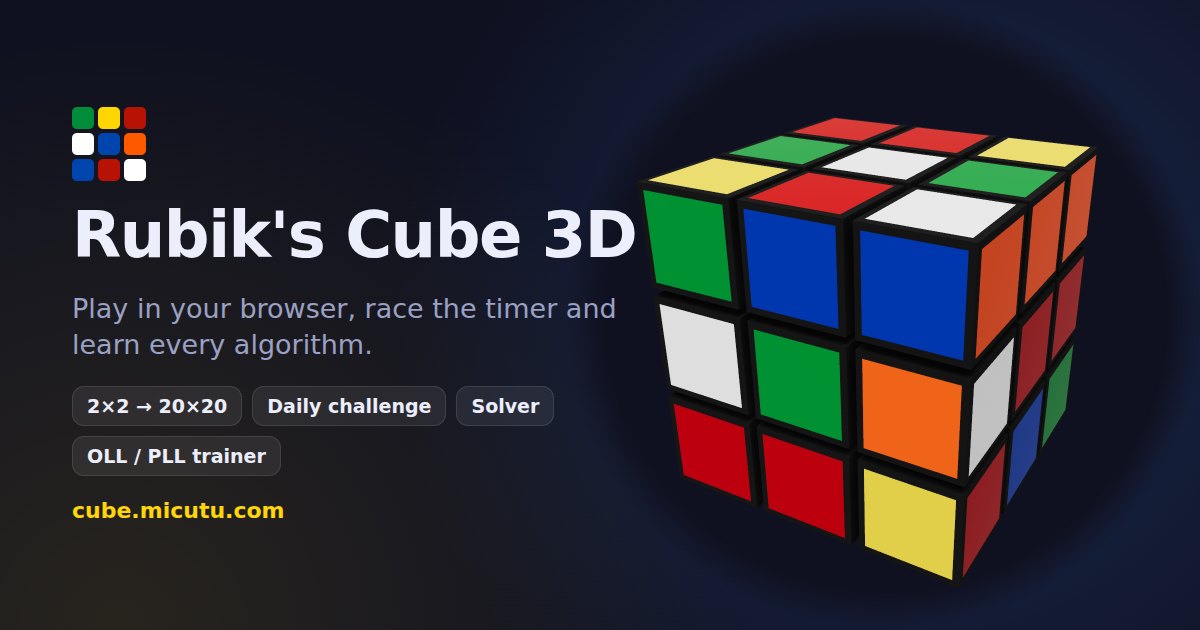 Rubik's Cube 3D
Play in your browser, race the timer and
learn every algorithm.
2×2 → 20×20
Daily challenge
Solver
OLL / PLL trainer
cube.micutu.com